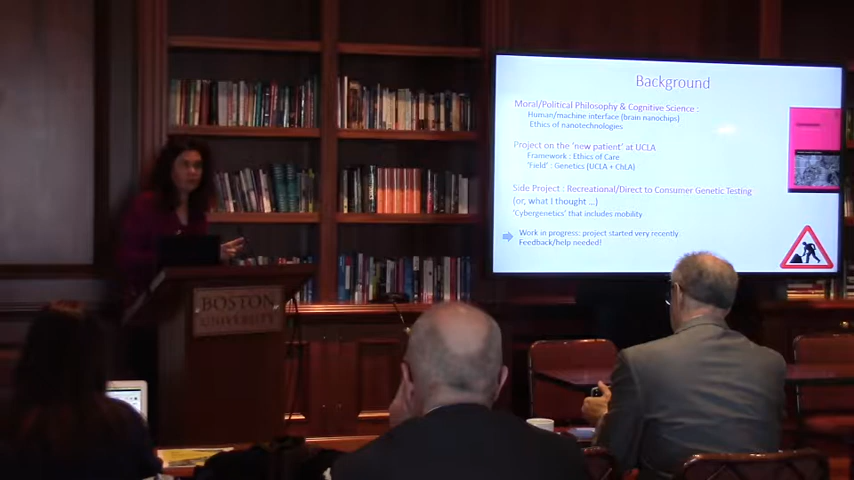 BOSTON
UNIVERSITY
Background
Moral/Political Philosophy & Cognitive Science :
Human/machine interface (brain nanochips)
Ethics of nanotechnologies
Project on the 'new patient' at UCLA
Framework : Ethics of Care
'Field' : Genetics (UCLA + ChLA)
Side Project : Recreational/Direct to Consumer Genetic Testing
(or, what I thought ...)
'Cybergenetics' that includes mobility
Work in progress: project started very recently
Feedback/help needed!